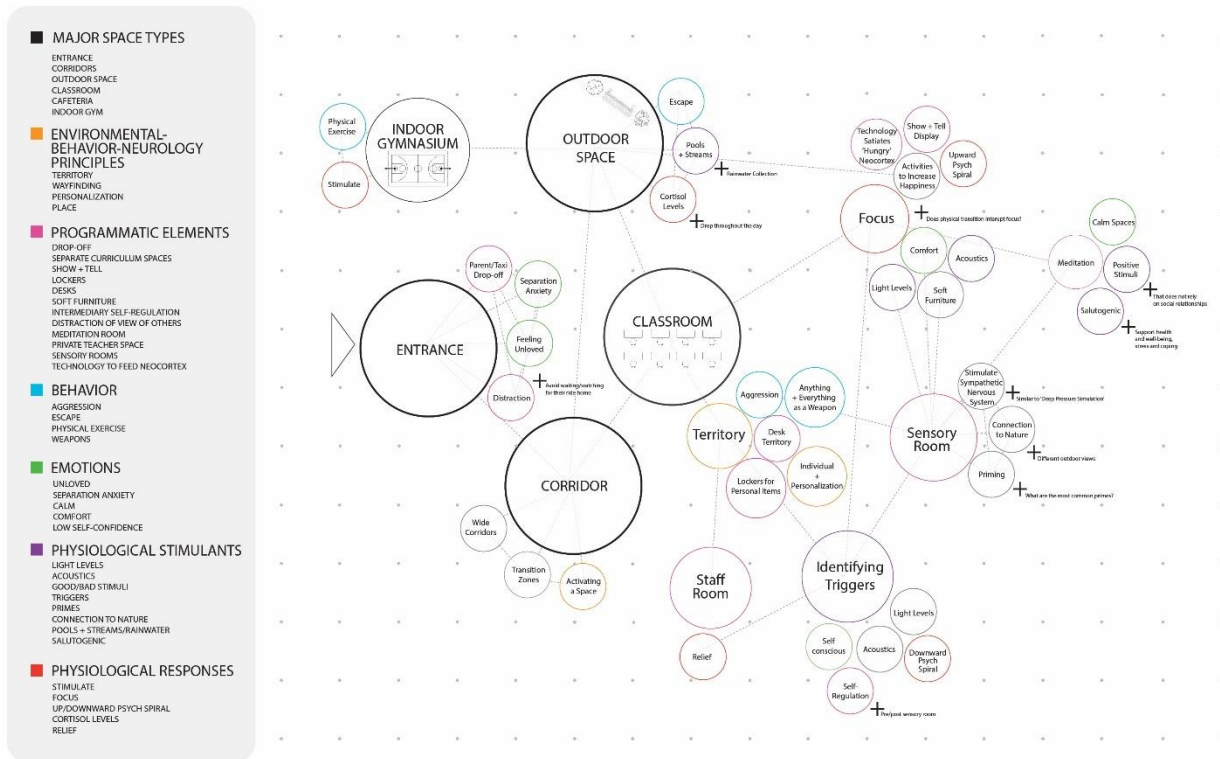 MAJOR SPACE TYPES
ENTRANCE
CORRIDORS
OUTDOOR SPACE
CLASSROOM
CAFETERIA
INDOOR GYM
ENVIRONMENTAL-
BEHAVIOR-NEUROLOGY
PRINCIPLES
TERRITORY
WAYFINDING
PERSONALIZATION
PLACE
PROGRAMMATIC ELEMENTS
DROP-OFF
SEPARATE CURRICULUM SPACES
SHOW + TELL
LOCKERS
DESKS
SOFT FURNITURE
INTERMEDIARY SELF-REGULATION
DISTRACTION OF VIEW OF OTHERS
MEDITATION ROOM
PRIVATE TEACHER SPACE
SENSORY ROOMS
TECHNOLOGY TO FEED NEOCORTEX
BEHAVIOR
AGGRESSION
ESCAPE
PHYSICAL EXERCISE
WEAPONS
EMOTIONS
UNLOVED
SEPARATION ANXIETY
CALM
COMFORT
LOW SELF-CONFIDENCE
PHYSIOLOGICAL STIMULANTS
LIGHT LEVELS
ACOUSTICS
GOOD/BAD STIMULI
TRIGGERS
PRIMES
CONNECTION TO NATURE
POOLS + STREAMS/RAINWATER
SALUTOGENIC
PHYSIOLOGICAL RESPONSES
STIMULATE
FOCUS
UP/DOWNWARD PSYCH SPIRAL
CORTISOL LEVELS
RELIEF
Physical
Exercise
Stimulate
INDOOR
GYMNASIUM
OUTDOOR
SPACE
Escape
Pools
+ Streams
Rainwater Collection
Cortisol
Levels
Drop throughout the day
Technology
Satiates
'Hungry'
Neocortex
Show + Tell
Display
Activities
to Increase
Happiness
Upward
Psych
Spiral
Focus
Does physical transition interupt focus?
Comfort
Acoustics
Light Levels
Soft
Furniture
Calm Spaces
Meditation
Positive
Stimuli
That does not rely
on social relationships
Salutogenic
Support health
and well-being,
stress and coping
Parent/Taxi
Drop-off
Separation
Anxiety
ENTRANCE
Feeling
Unloved
Avoid waiting/watching
for their ride home
Distraction
CLASSROOM
Aggression
Anything
+ Everything
as a Weapon
Territory
Desk
Territory
Lockers for
Personal Items
Individual
+
Personalization
Stimulate
Sympathetic
Nervous
System
Similar to 'Deep Pressure Simulation'
Sensory
Room
Connection
to Nature
Different outdoor views
Priming
What are the most common primes?
CORRIDOR
Wide
Corridors
Transition
Zones
Activating
a Space
Staff
Room
Relief
Identifying
Triggers
Light Levels
Self
conscious
Acoustics
Downward
Psych
Spiral
Self-
Regulation
Pre/post sensory room